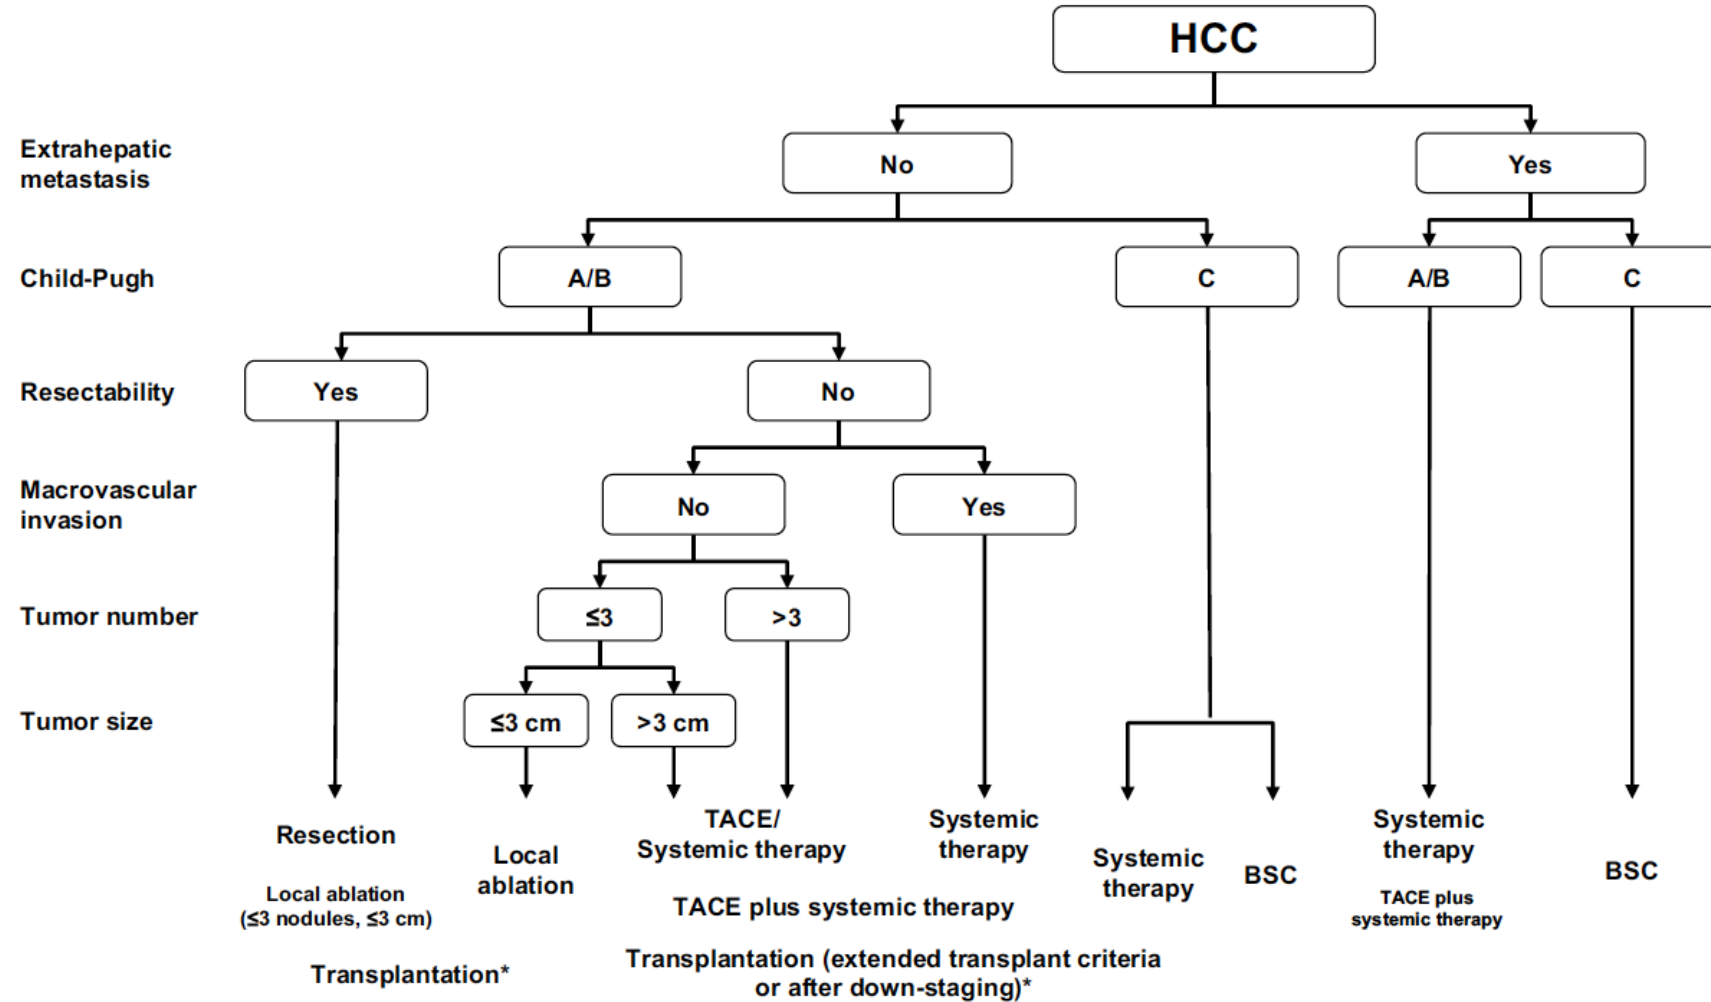 HCC
Extrahepatic
metastasis
No
Yes
Child-Pugh
A/B
C
A/B
C
Resectability
Yes
No
Macrovascular
invasion
No
Yes
Tumor number
≤3
>3
Tumor size
≤3 cm
>3 cm
Resection
Local ablation
(≤3 nodules, ≤3 cm)
Transplantation*
Local
ablation
TACE/
Systemic therapy
Systemic
therapy
TACE plus systemic therapy
Transplantation (extended transplant criteria
or after down-staging)*
Systemic
therapy
BSC
Systemic
therapy
TACE plus
systemic therapy
BSC